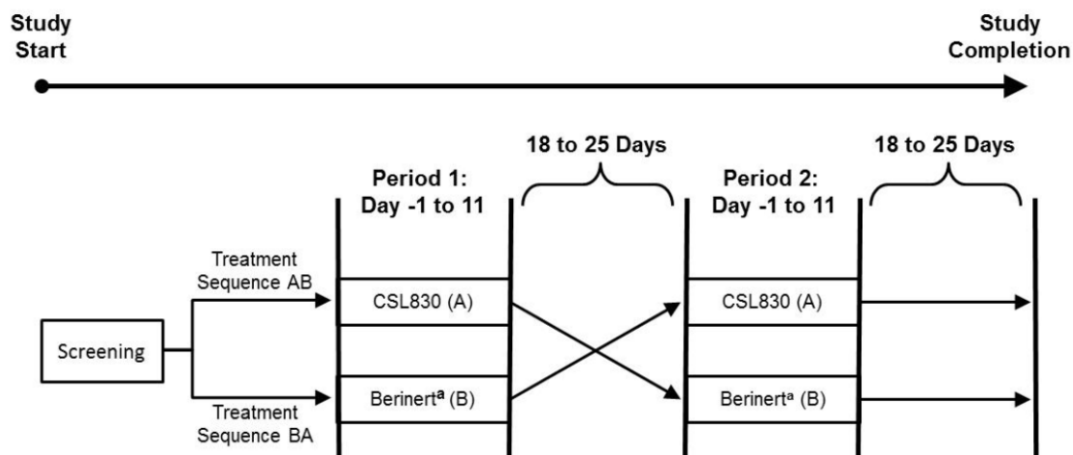 Study
Start
Study
Completion
18 to 25 Days
18 to 25 Days
Period 1:
Day -1 to 11
Period 2:
Day -1 to 11
Treatment
Sequence AB
CSL830 (A)
CSL830 (A)
Screening
Berinertª (B)
Berinertª (B)
Treatment
Sequence BA